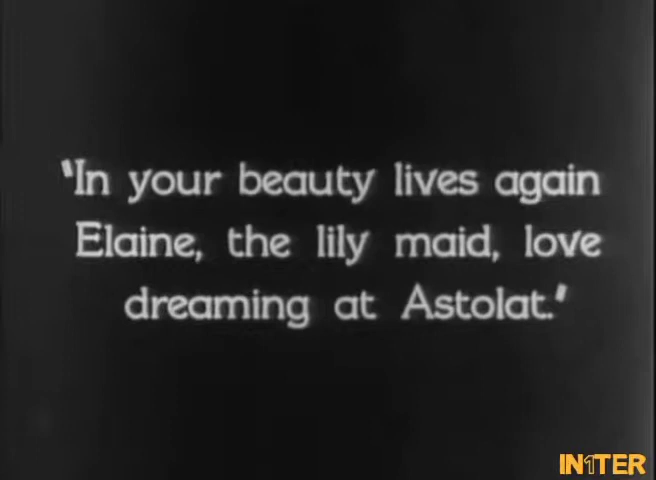 "In your beauty lives again
Elaine, the lily maid, love
dreaming at Astolat."
IN1TER